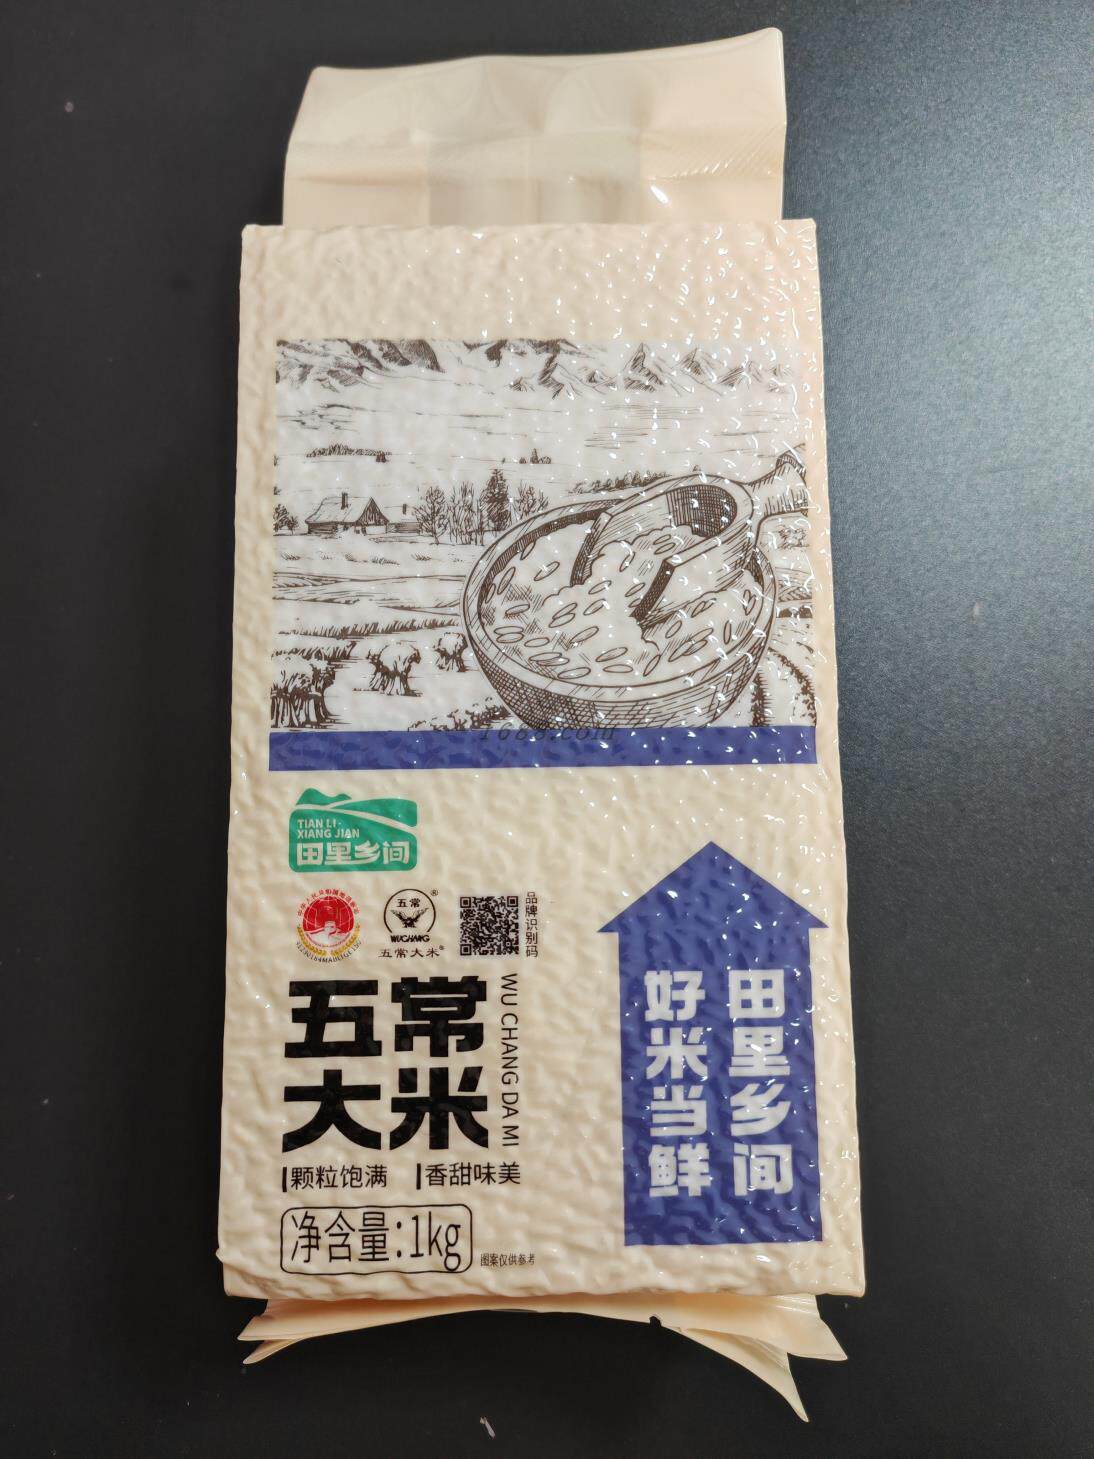 1688.com
TIAN LI-
XIANG JIAN
田里乡间
五常
WUCHANG
五常大米
品牌识别码
五常
大米
WU CHANG DA MI
颗粒饱满 香甜味美
净含量:1kg
图案仅供参考
田里乡间
好米当鲜